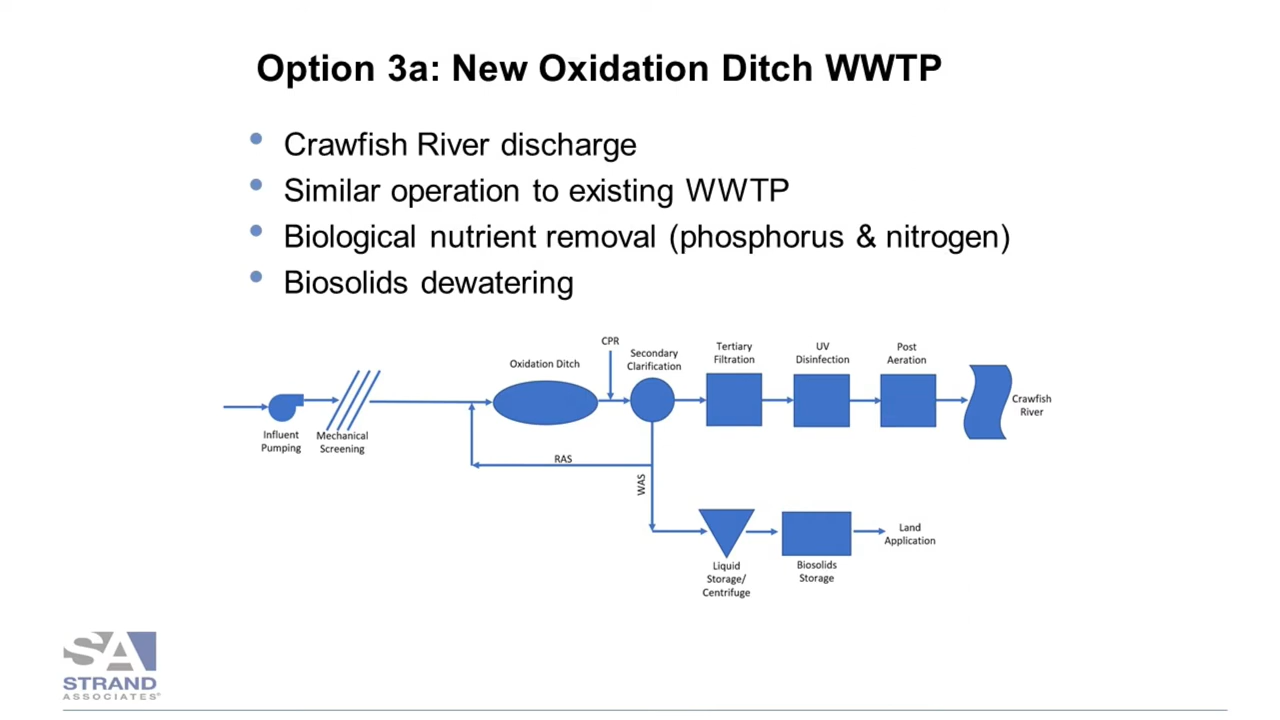 Option 3a: New Oxidation Ditch WWTP
Crawfish River discharge
Similar operation to existing WWTP
Biological nutrient removal (phosphorus & nitrogen)
Biosolids dewatering
Influent
Pumping
Mechanical
Screening
Oxidation Ditch
CPR
Secondary
Clarification
Tertiary
Filtration
UV
Disinfection
Post
Aeration
Crawfish
River
RAS
WAS
Liquid
Storage/
Centrifuge
Biosolids
Storage
Land
Application
SA
STRAND
ASSOCIATES®